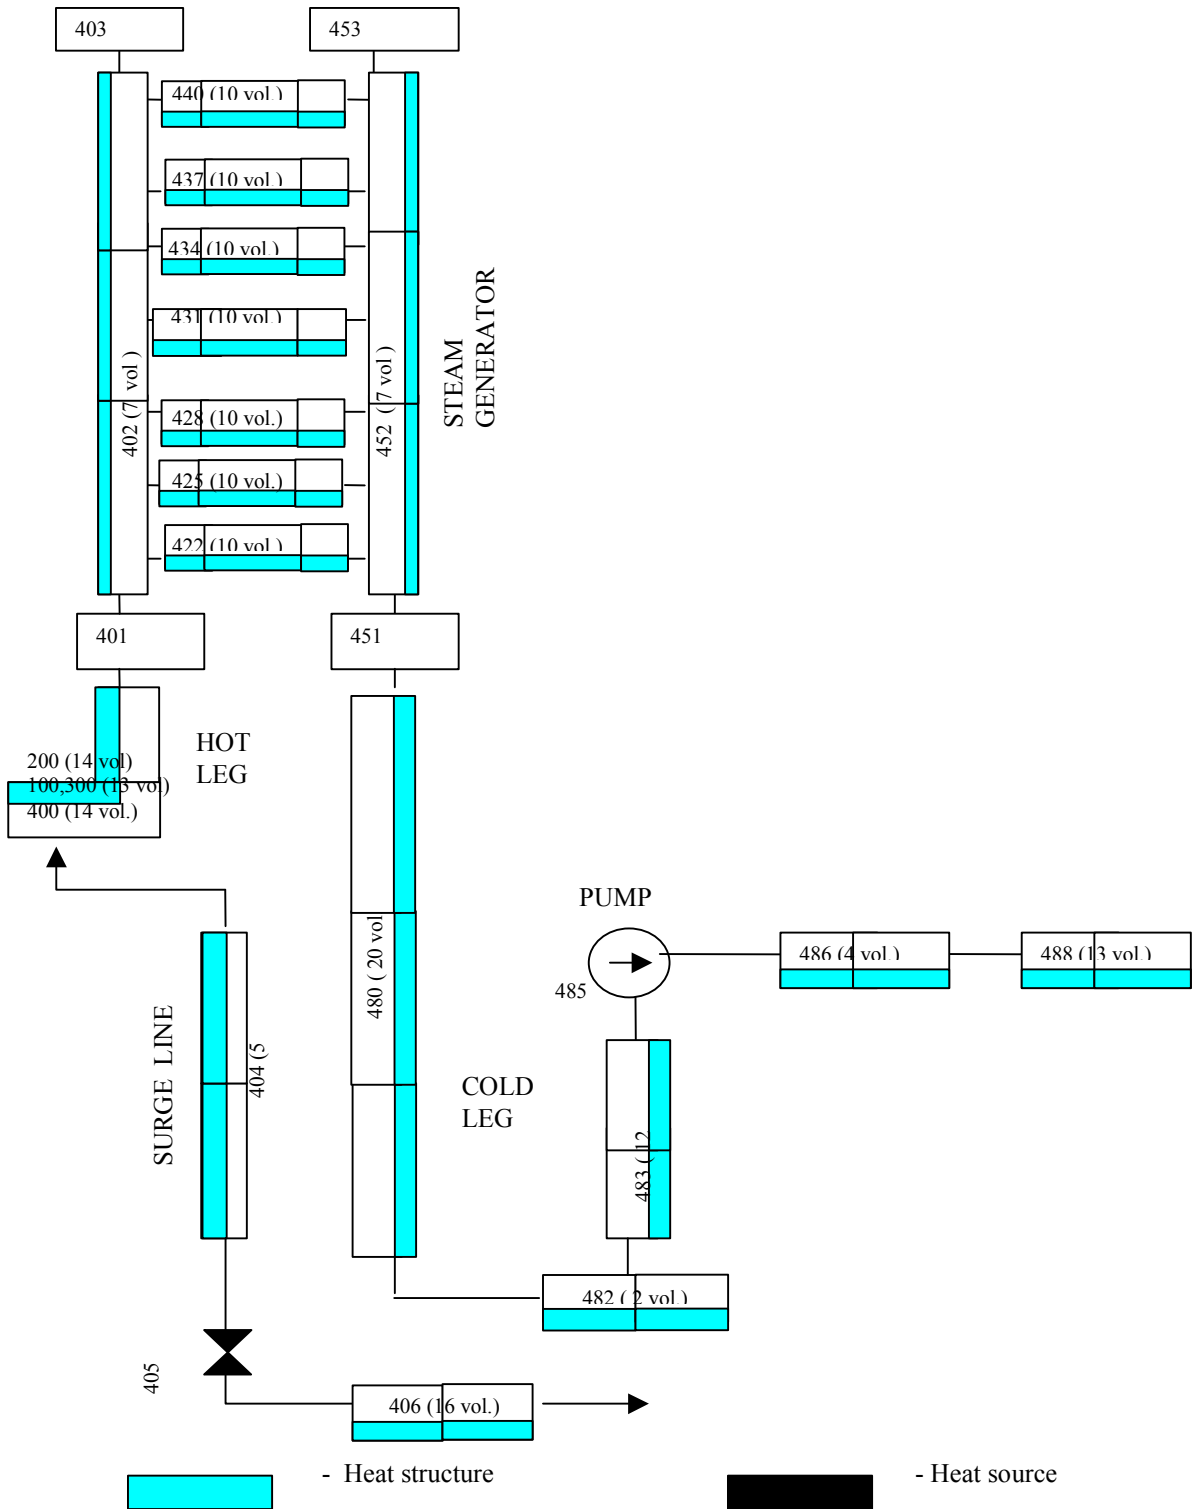 403
453
440 (10 vol.)
437 (10 vol.)
434 (10 vol.)
431 (10 vol.)
428 (10 vol.)
425 (10 vol.)
422 (10 vol.)
402 (7 vol )
452 ( 7 vol )
STEAM
GENERATOR
401
451
HOT
LEG
200 (14 vol)
100,300 (13 vol)
400 (14 vol.)
SURGE LINE
404 (5
480 ( 20 vol
COLD
LEG
PUMP
485
486 (4 vol.)
488 (13 vol.)
483 ( 12
482 ( 2 vol.)
405
406 (16 vol.)
- Heat structure
- Heat source